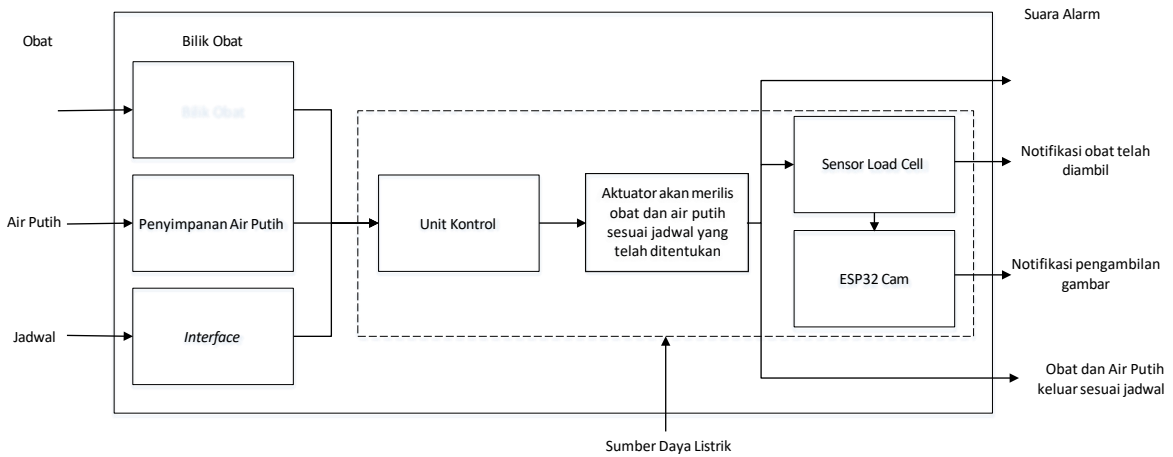 Suara Alarm
Obat
Bilik Obat
Bilik Obat
Sensor Load Cell
Notifikasi obat telah
diambil
Air Putih
Penyimpanan Air Putih
Unit Kontrol
Aktuator akan merilis
obat dan air putih
sesuai jadwal yang
telah ditentukan
ESP32 Cam
Notifikasi pengambilan
gambar
Jadwal
Interface
Obat dan Air Putih
keluar sesuai jadwal
Sumber Daya Listrik